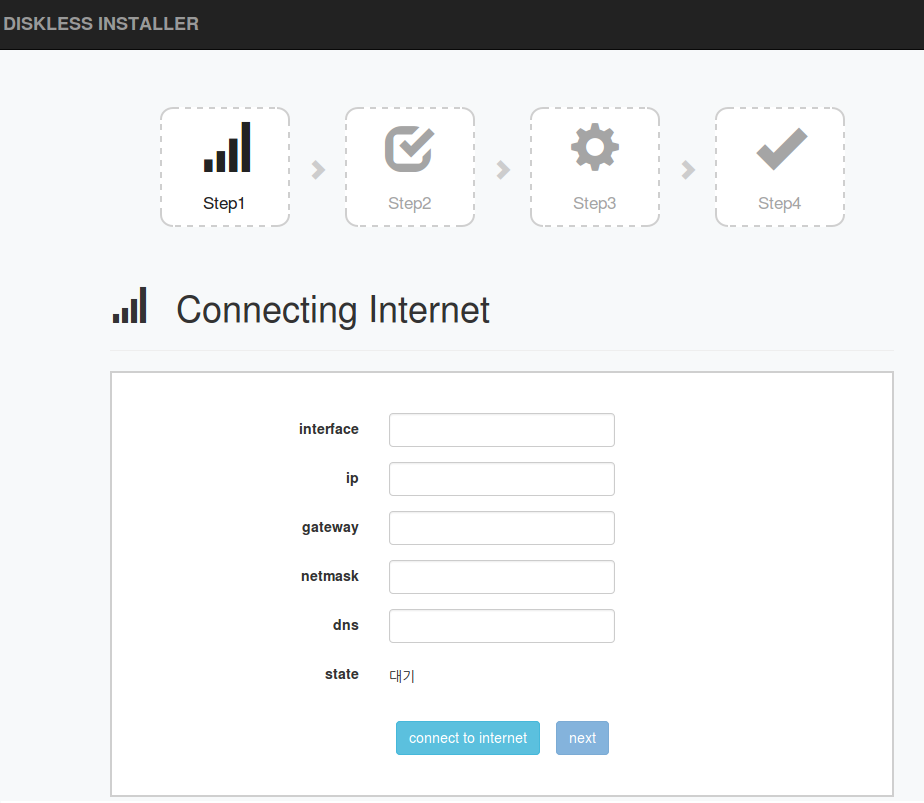 DISKLESS INSTALLER
Step1 Step2 Step3 Step4
Connecting Internet
interface
ip
gateway
netmask
dns
state 대기
connect to internet next